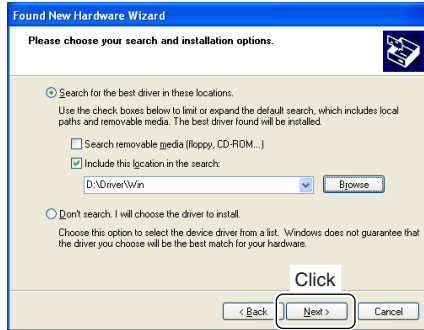 Found New Hardware Wizard
Please choose your search and installation options.
Search for the best driver in these locations.
Use the check boxes below to limit or expand the default search, which includes local
paths and removable media. The best driver found will be installed.
Search removable media (floppy, CD-ROM...)
Include this location in the search:
D:\Driver\Win
Browse
Don't search. I will choose the driver to install.
Choose this option to select the device driver from a list. Windows does not guarantee that
the driver you choose will be the best match for your hardware.
Click
< Back
Next >
Cancel